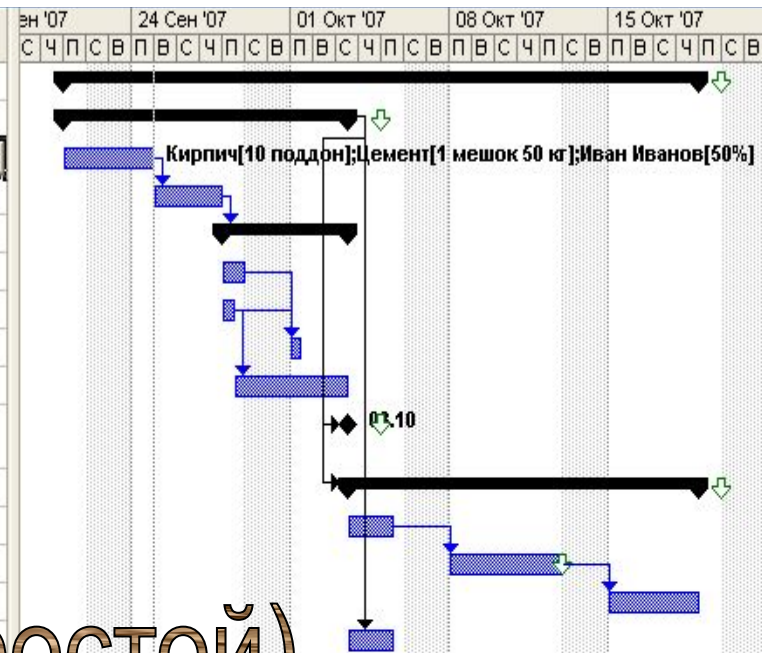 ен '07 24 Сен '07 01 Окт '07 08 Окт '07 15 Окт '07
С Ч П С В П В С Ч П С В П В С Ч П С В П В С Ч П С В П В С Ч П С В
Кирпич[10 поддон];Цемент[1 мешок 50 кг];Иван Иванов[50%]
03.10
ростой)